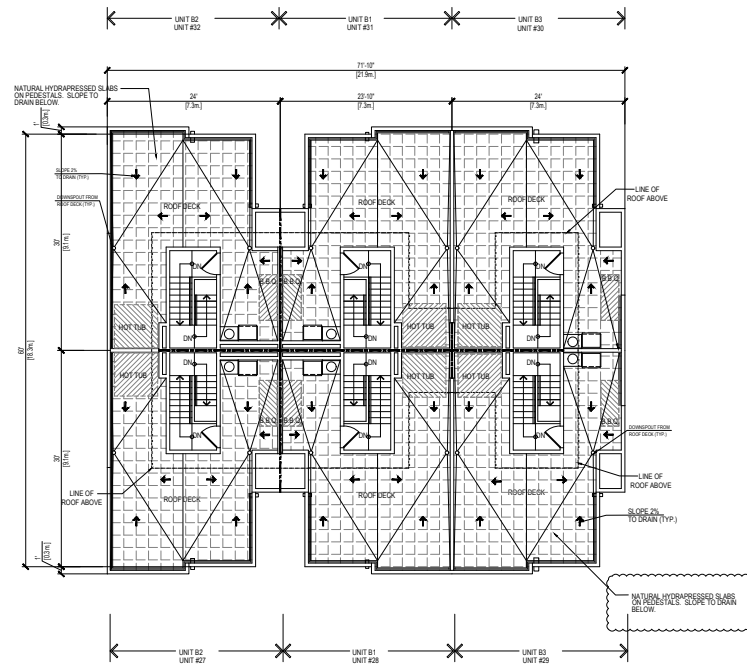 UNIT B2
UNIT #32
UNIT B1
UNIT #31
UNIT B3
UNIT #30
71'-10"
[21.9m.]
24'
[7.3m.]
23'-10"
[7.3m.]
24'
[7.3m.]
NATURAL HYDRAPRESSED SLABS
ON PEDESTALS. SLOPE TO
DRAIN BELOW.
1'
[0.3m.]
SLOPE 2%
TO DRAIN (TYP.)
DOWNSPOUT FROM
ROOF DECK (TYP.)
LINE OF
ROOF ABOVE
ROOF DECK
ROOF DECK
ROOF DECK
30'
[9.1m.]
60'
[18.3m.]
DN
DN
DN
B.B.Q.
B.B.Q.
HOT TUB
HOT TUB
HOT TUB
DN
DN
DN
DN
DN
DN
HOT TUB
HOT TUB
HOT TUB
B.B.Q.
B.B.Q.
DN
DN
DN
30'
[9.1m.]
DOWNSPOUT FROM
ROOF DECK (TYP.)
LINE OF
ROOF ABOVE
LINE OF
ROOF ABOVE
ROOF DECK
ROOF DECK
ROOF DECK
SLOPE 2%
TO DRAIN (TYP.)
1'
[0.3m.]
NATURAL HYDRAPRESSED SLABS
ON PEDESTALS. SLOPE TO DRAIN
BELOW.
UNIT B2
UNIT #27
UNIT B1
UNIT #28
UNIT B3
UNIT #29